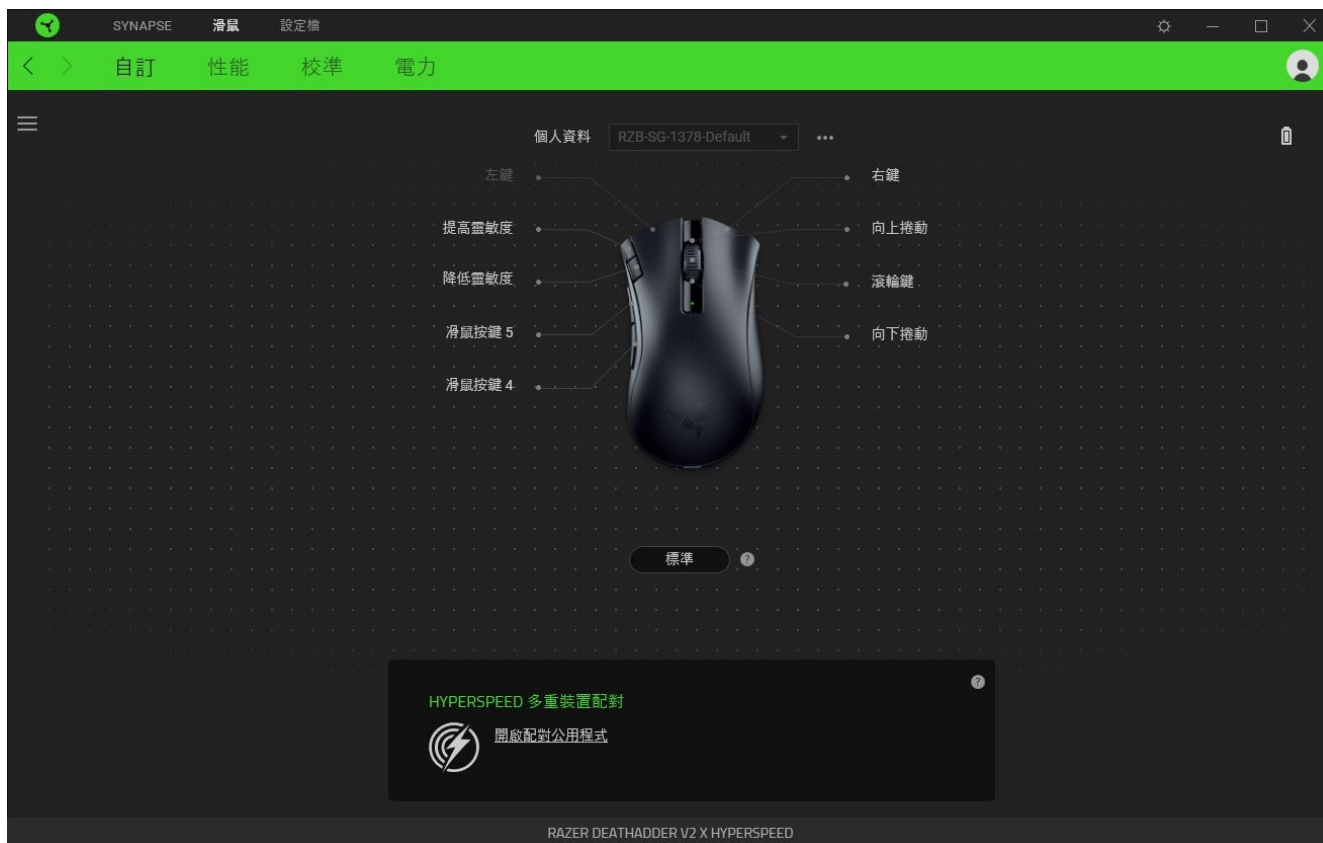 SYNAPSE 滑鼠 設定檔
自訂 性能 校準 電力
個人資料 RZB-SG-1378-Default
左鍵 右鍵
提高靈敏度 向上捲動
降低靈敏度 滾輪鍵
滑鼠按鍵 5 向下捲動
滑鼠按鍵 4
標準 ?
?
HYPERSPEED 多重裝置配對
開啟配對公用程式
RAZER DEATHADDER V2 X HYPERSPEED